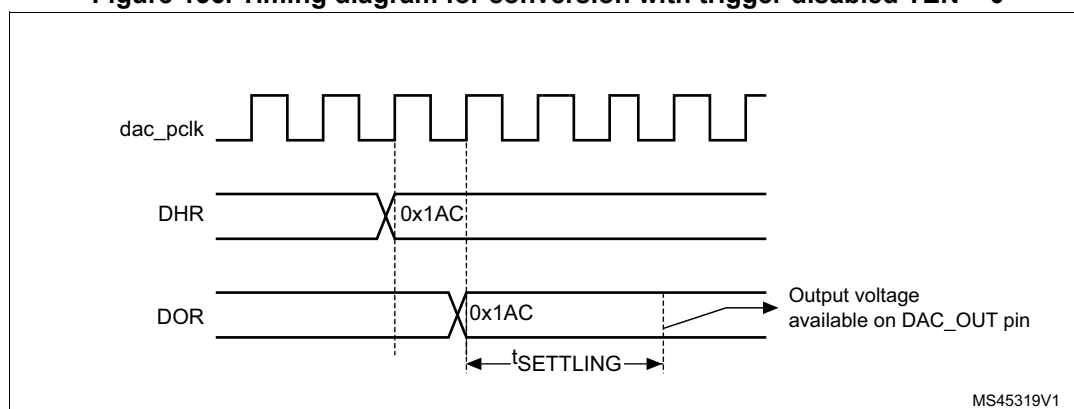 dac_pclk
DHR
0x1AC
DOR
0x1AC
Output voltage
available on DAC_OUT pin
tSETTLING
MS45319V1